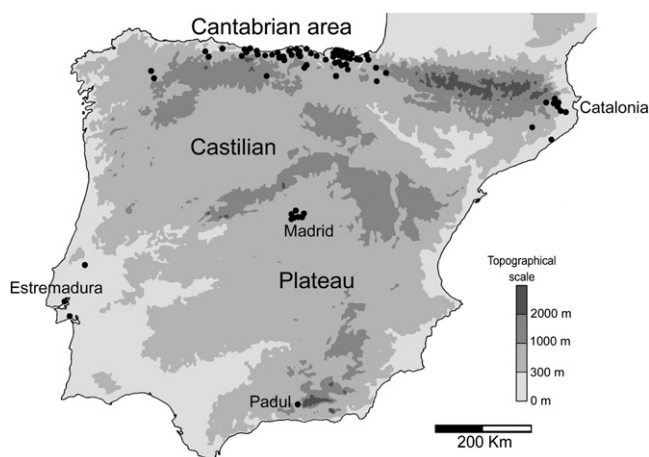 Cantabrian area
Catalonia
Castilian
Madrid
Estremadura
Plateau
Topographical
scale
2000 m
1000 m
300 m
0 m
Padul
200 Km